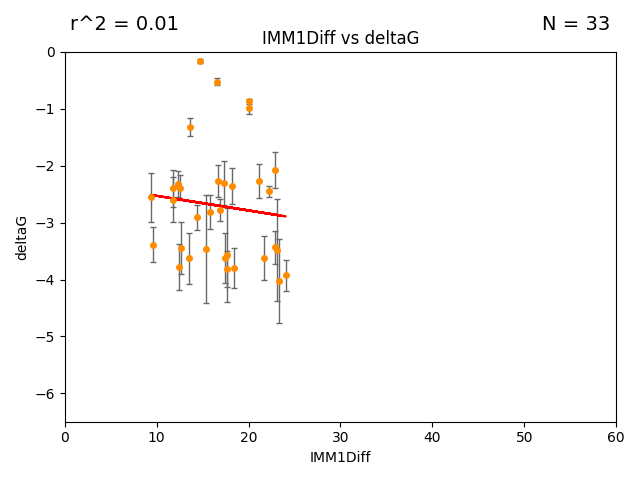 r^2 = 0.01
N = 33
IMM1Diff vs deltaG
0
−1
−2
−3
−4
−5
−6
deltaG
0 10 20 30 40 50 60
IMM1Diff